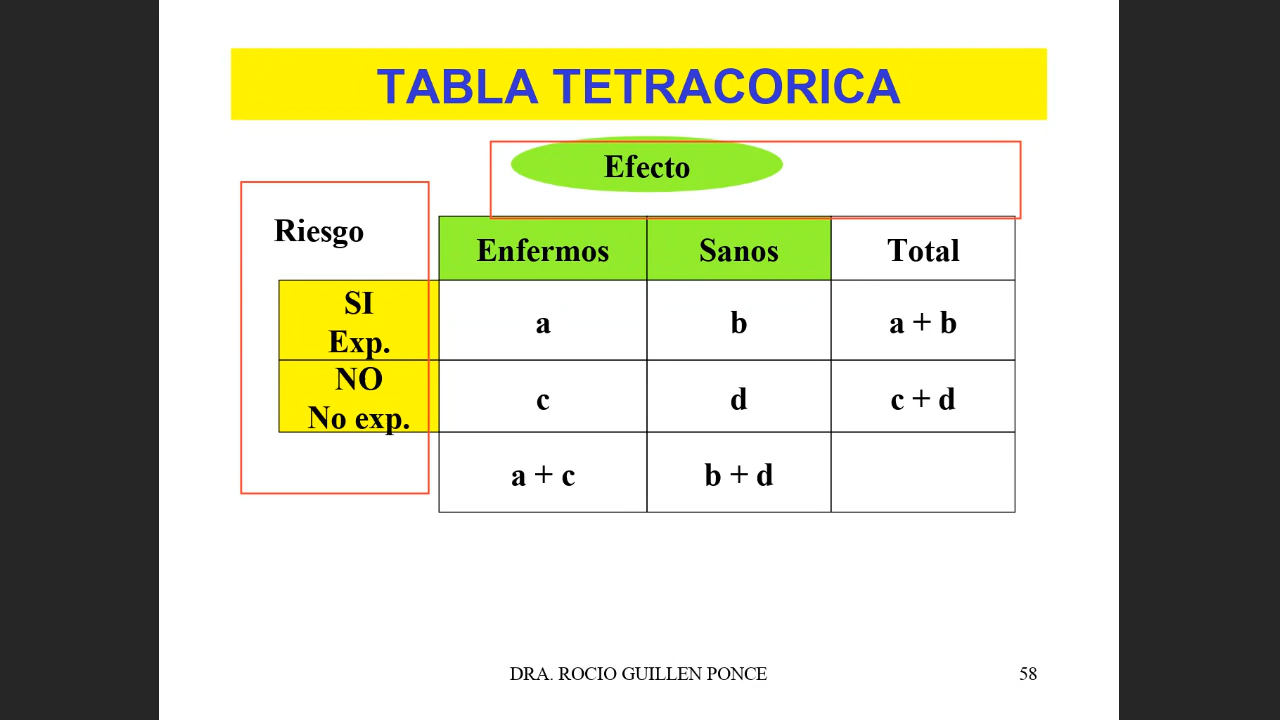 TABLA TETRACORICA
Efecto
Riesgo
Enfermos Sanos Total
SI
Exp.
a b a + b
NO
No exp.
c d c + d
a + c b + d
DRA. ROCIO GUILLEN PONCE 58